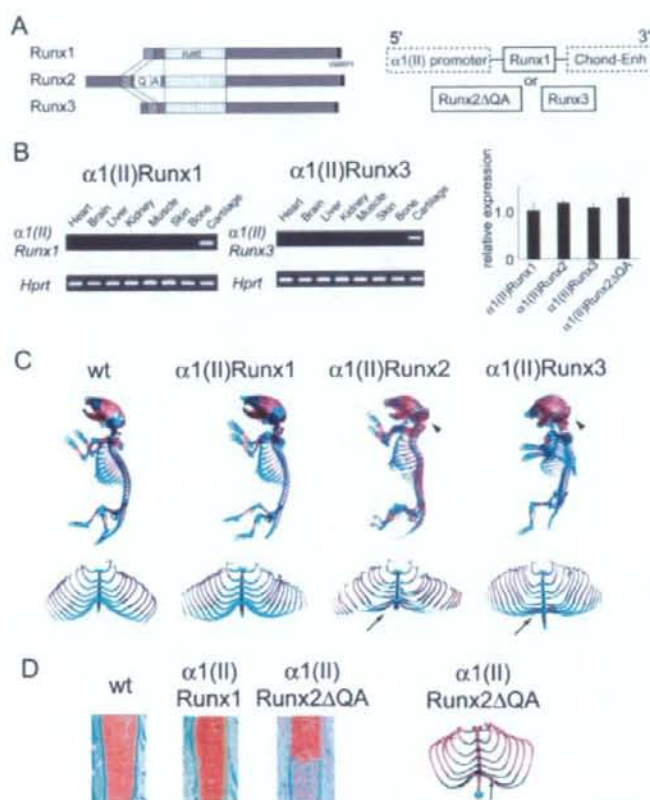 A
Runx1
Runx2
Runx3
Q A
runt
VWRPY
5' 3'
α1(II) promoter Runx1 Chond-Enh
or
Runx2ΔQA Runx3
B
α1(II)Runx1
Heart Brain Liver Kidney Muscle Skin Bone Cartilage
α1(II)
Runx1
Hprt
α1(II)Runx3
Heart Brain Liver Kidney Muscle Skin Bone Cartilage
α1(II)
Runx3
Hprt
relative expression
1.0
0
α1(II)Runx1
α1(II)Runx2
α1(II)Runx3
α1(II)Runx2ΔQA
C
wt α1(II)Runx1 α1(II)Runx2 α1(II)Runx3
D
wt
α1(II)
Runx1
α1(II)
Runx2ΔQA
α1(II)
Runx2ΔQA